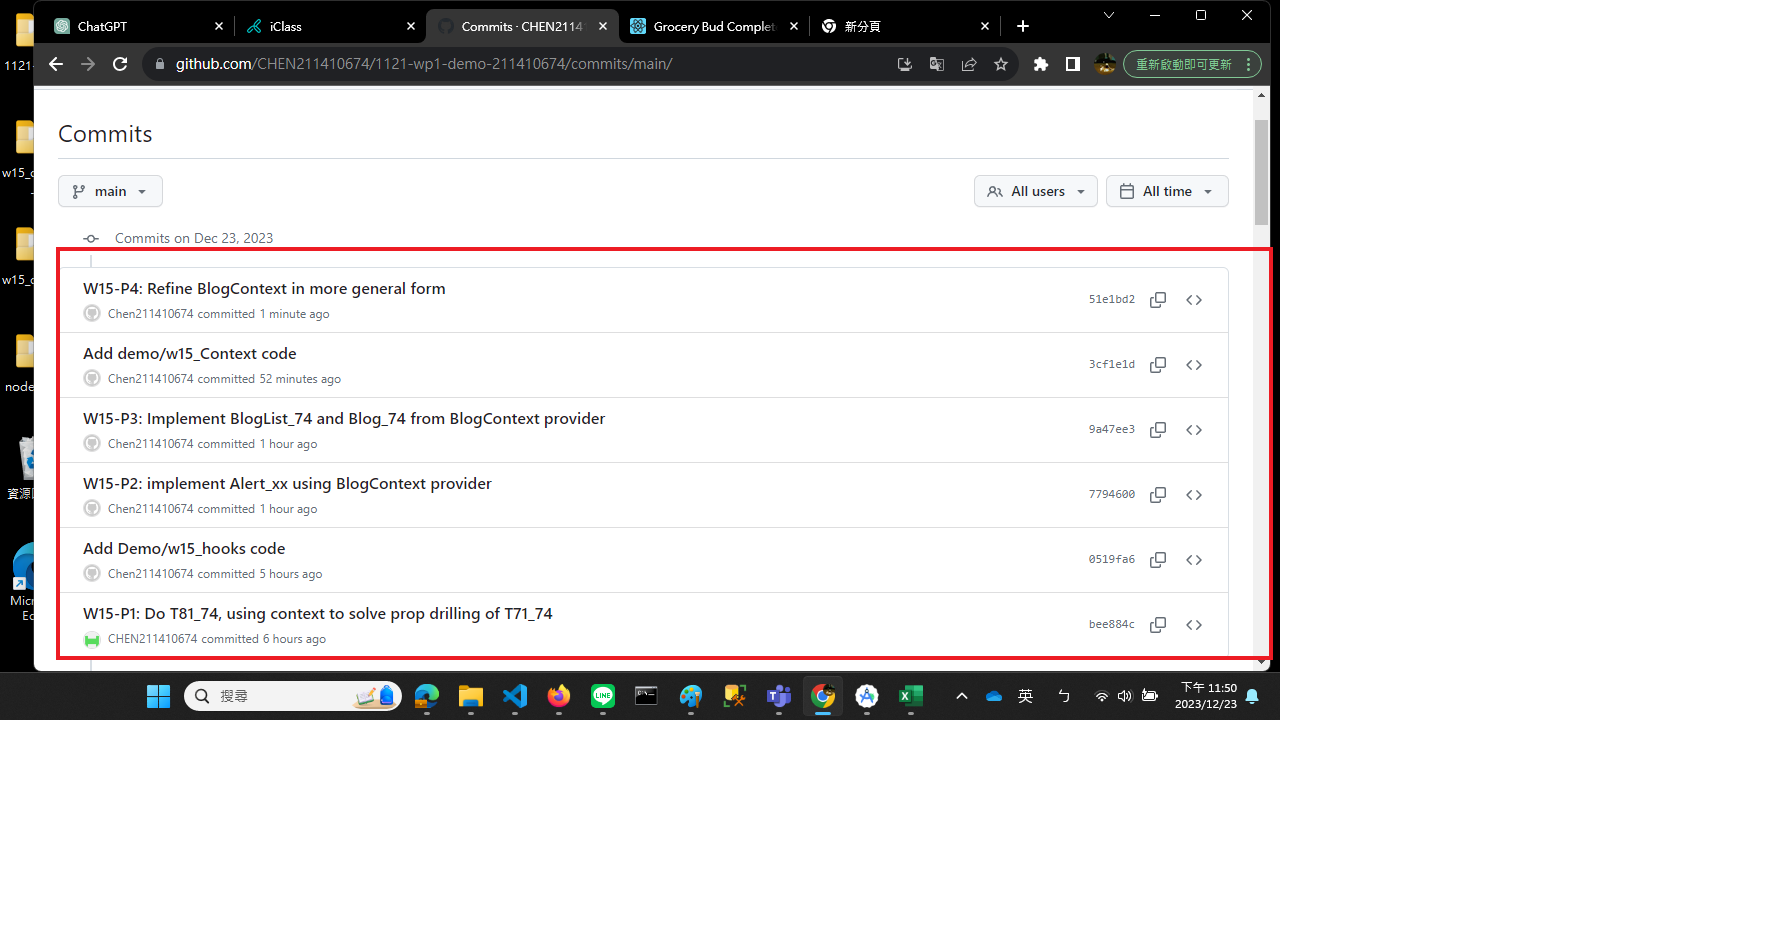 ChatGPT
iClass
Commits · CHEN2114
Grocery Bud Complet
新分頁
github.com/CHEN211410674/1121-wp1-demo-211410674/commits/main/
重新啟動即可更新
1121-
w15_c
w15_c
node
資源
Micr
Ec
Commits
main
All users
All time
Commits on Dec 23, 2023
W15-P4: Refine BlogContext in more general form
Chen211410674 committed 1 minute ago
51e1bd2
Add demo/w15_Context code
Chen211410674 committed 52 minutes ago
3cf1e1d
W15-P3: Implement BlogList_74 and Blog_74 from BlogContext provider
Chen211410674 committed 1 hour ago
9a47ee3
W15-P2: implement Alert_xx using BlogContext provider
Chen211410674 committed 1 hour ago
7794600
Add Demo/w15_hooks code
Chen211410674 committed 5 hours ago
0519fa6
W15-P1: Do T81_74, using context to solve prop drilling of T71_74
CHEN211410674 committed 6 hours ago
bee884c
搜尋
LINE
英
ㄅ
下午 11:50
2023/12/23